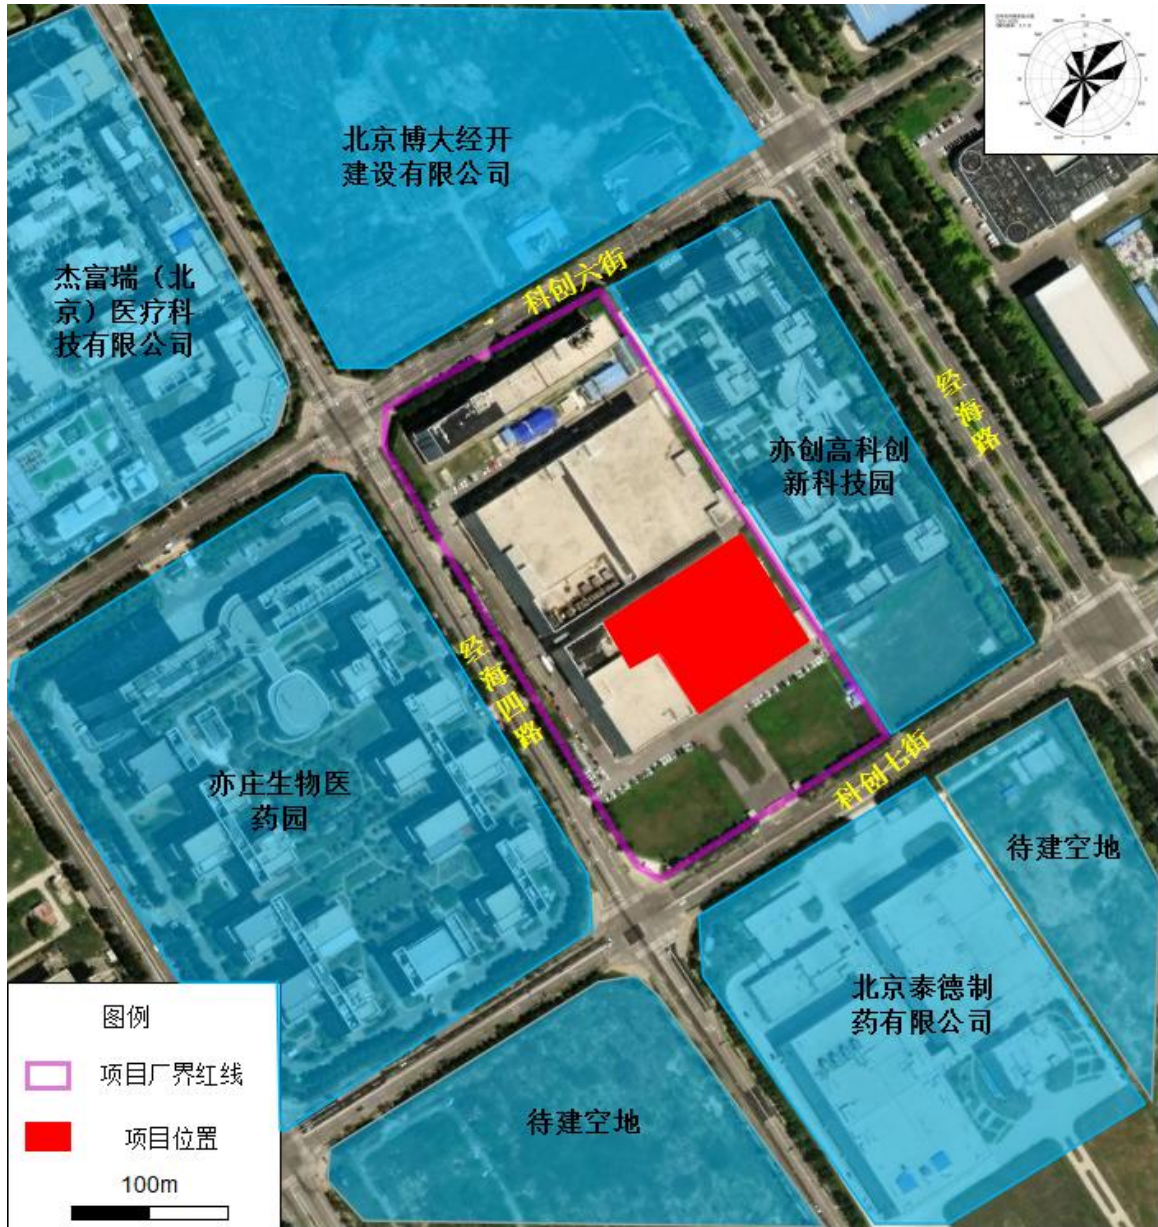 北京博大经开
建设有限公司
杰富瑞（北
京）医疗科
技有限公司
科创六街
经海路
亦创高科创
新科技园
经海四路
亦庄生物医
药园
科创七街
待建空地
北京泰德制
药有限公司
待建空地
图例
项目厂界红线
项目位置
100m